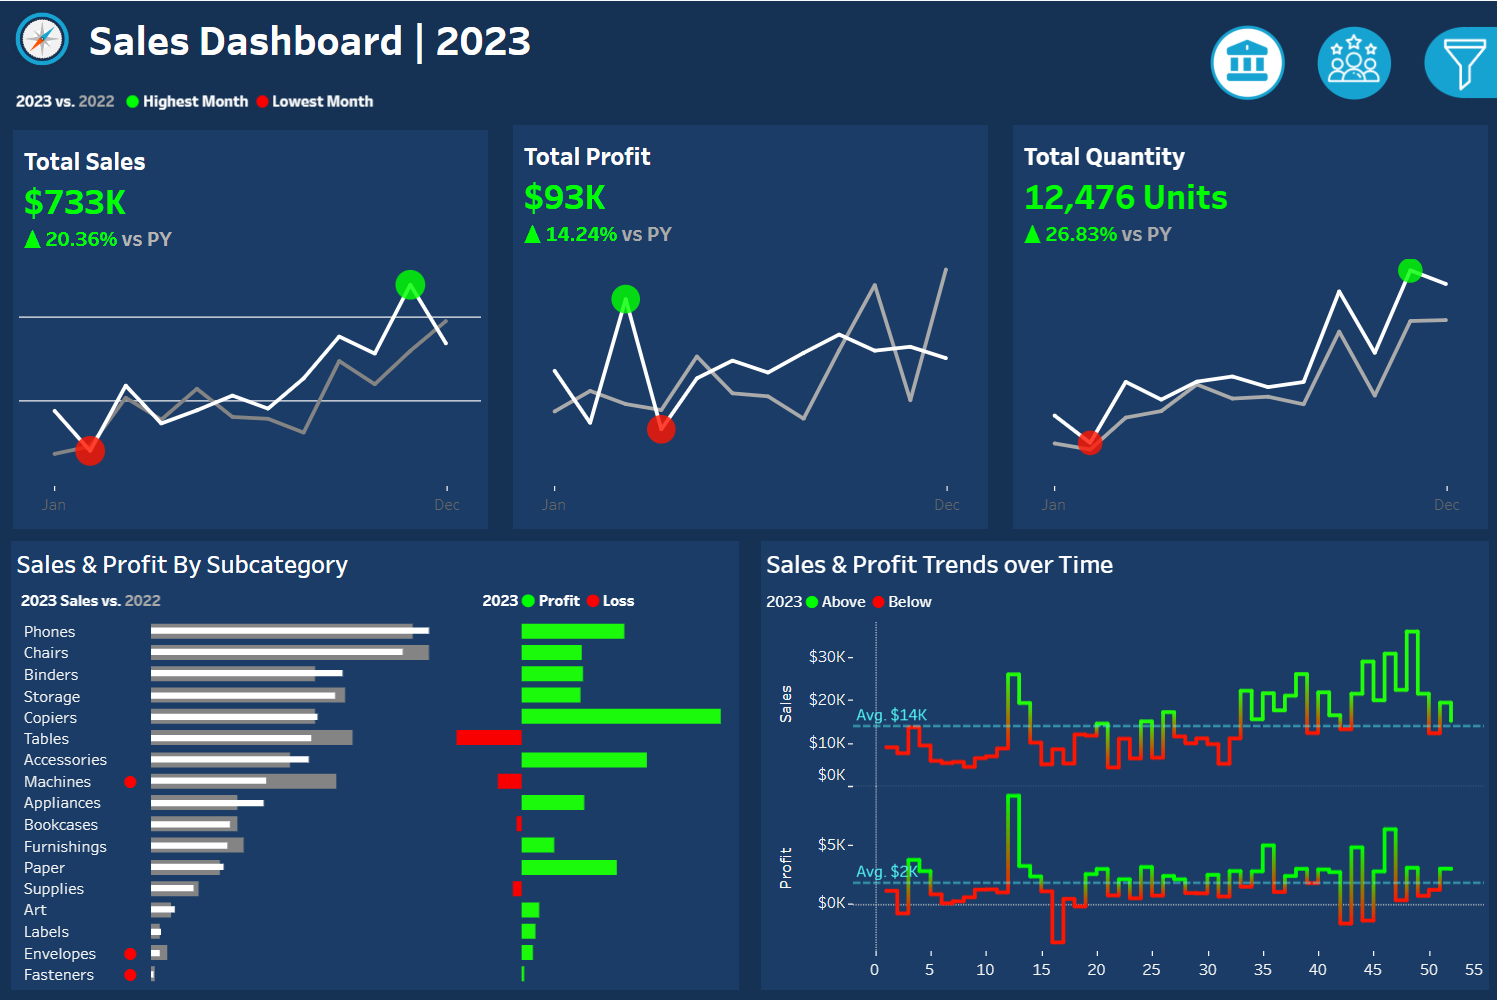 Sales Dashboard | 2023
2023 vs. 2022 Highest Month Lowest Month
Total Sales
$733K
▲ 20.36% vs PY
Jan Dec
Total Profit
$93K
▲ 14.24% vs PY
Jan Dec
Total Quantity
12,476 Units
▲ 26.83% vs PY
Jan Dec
Sales & Profit By Subcategory
2023 Sales vs. 2022
2023 Profit Loss
Phones
Chairs
Binders
Storage
Copiers
Tables
Accessories
Machines
Appliances
Bookcases
Furnishings
Paper
Supplies
Art
Labels
Envelopes
Fasteners
Sales & Profit Trends over Time
2023 Above Below
Sales
$30K
$20K
Avg. $14K
$10K
$0K
Profit
$5K
Avg. $2K
$0K
0 5 10 15 20 25 30 35 40 45 50 55